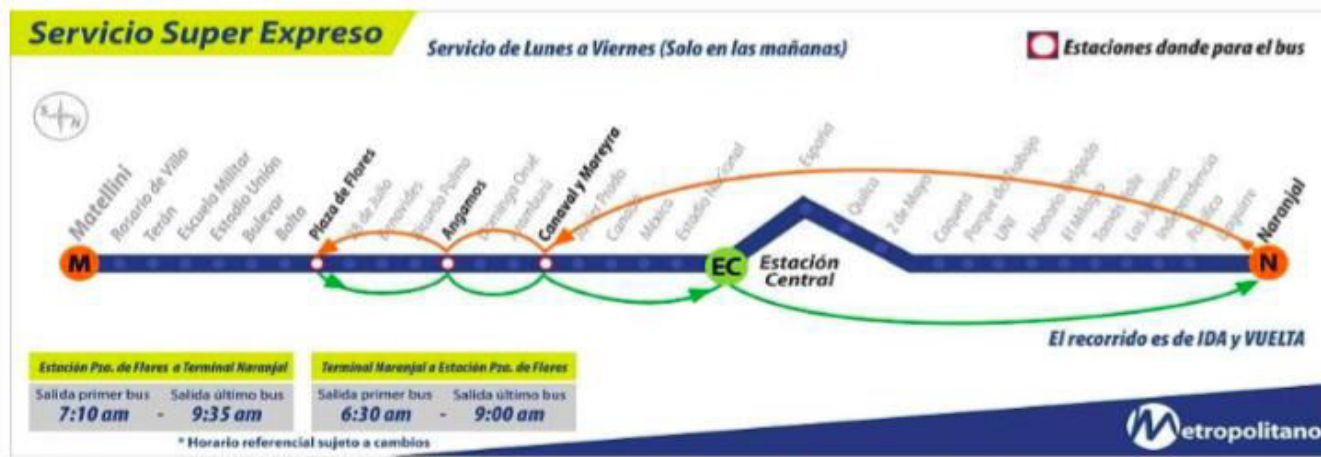 Servicio Super Expreso
Servicio de Lunes a Viernes (Solo en las mañanas)
Estaciones donde para el bus
S
N
Matellini
Rosario de Villa
Terán
Escuela Militar
Estadio Unión
Bulevar
Balta
Plaza de Flores
28 de Julio
Benavides
Ricardo Palma
Angamos
Domingo Orué
Aramburú
Canaval y Moreyra
Javier Prado
Canadá
México
Estadio Nacional
España
Quilca
2 de Mayo
Caquetá
Parque del Trabajo
UNI
Honorio Delgado
El Milagro
Tomás Valle
Los Jazmines
Independencia
Pacífico
Izaguirre
Naranjal
M
EC
Estación
Central
N
El recorrido es de IDA y VUELTA
Estación Pza. de Flores a Terminal Naranjal
Salida primer bus Salida último bus
7:10 am - 9:35 am
Terminal Naranjal a Estación Pza. de Flores
Salida primer bus Salida último bus
6:30 am - 9:00 am
* Horario referencial sujeto a cambios
Metropolitano